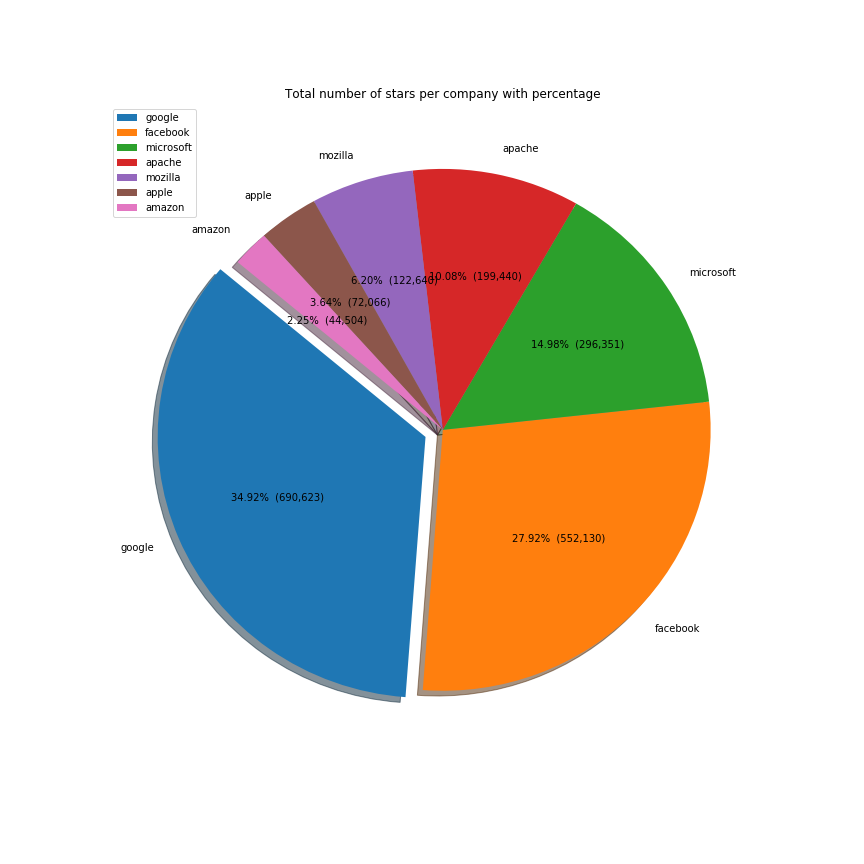 Total number of stars per company with percentage
google
facebook
microsoft
apache
mozilla
apple
amazon
apache
mozilla
apple
amazon
microsoft
10.08%  (199,440)
6.20%  (122,640)
3.64%  (72,066)
2.25%  (44,504)
14.98%  (296,351)
34.92%  (690,623)
27.92%  (552,130)
google
facebook